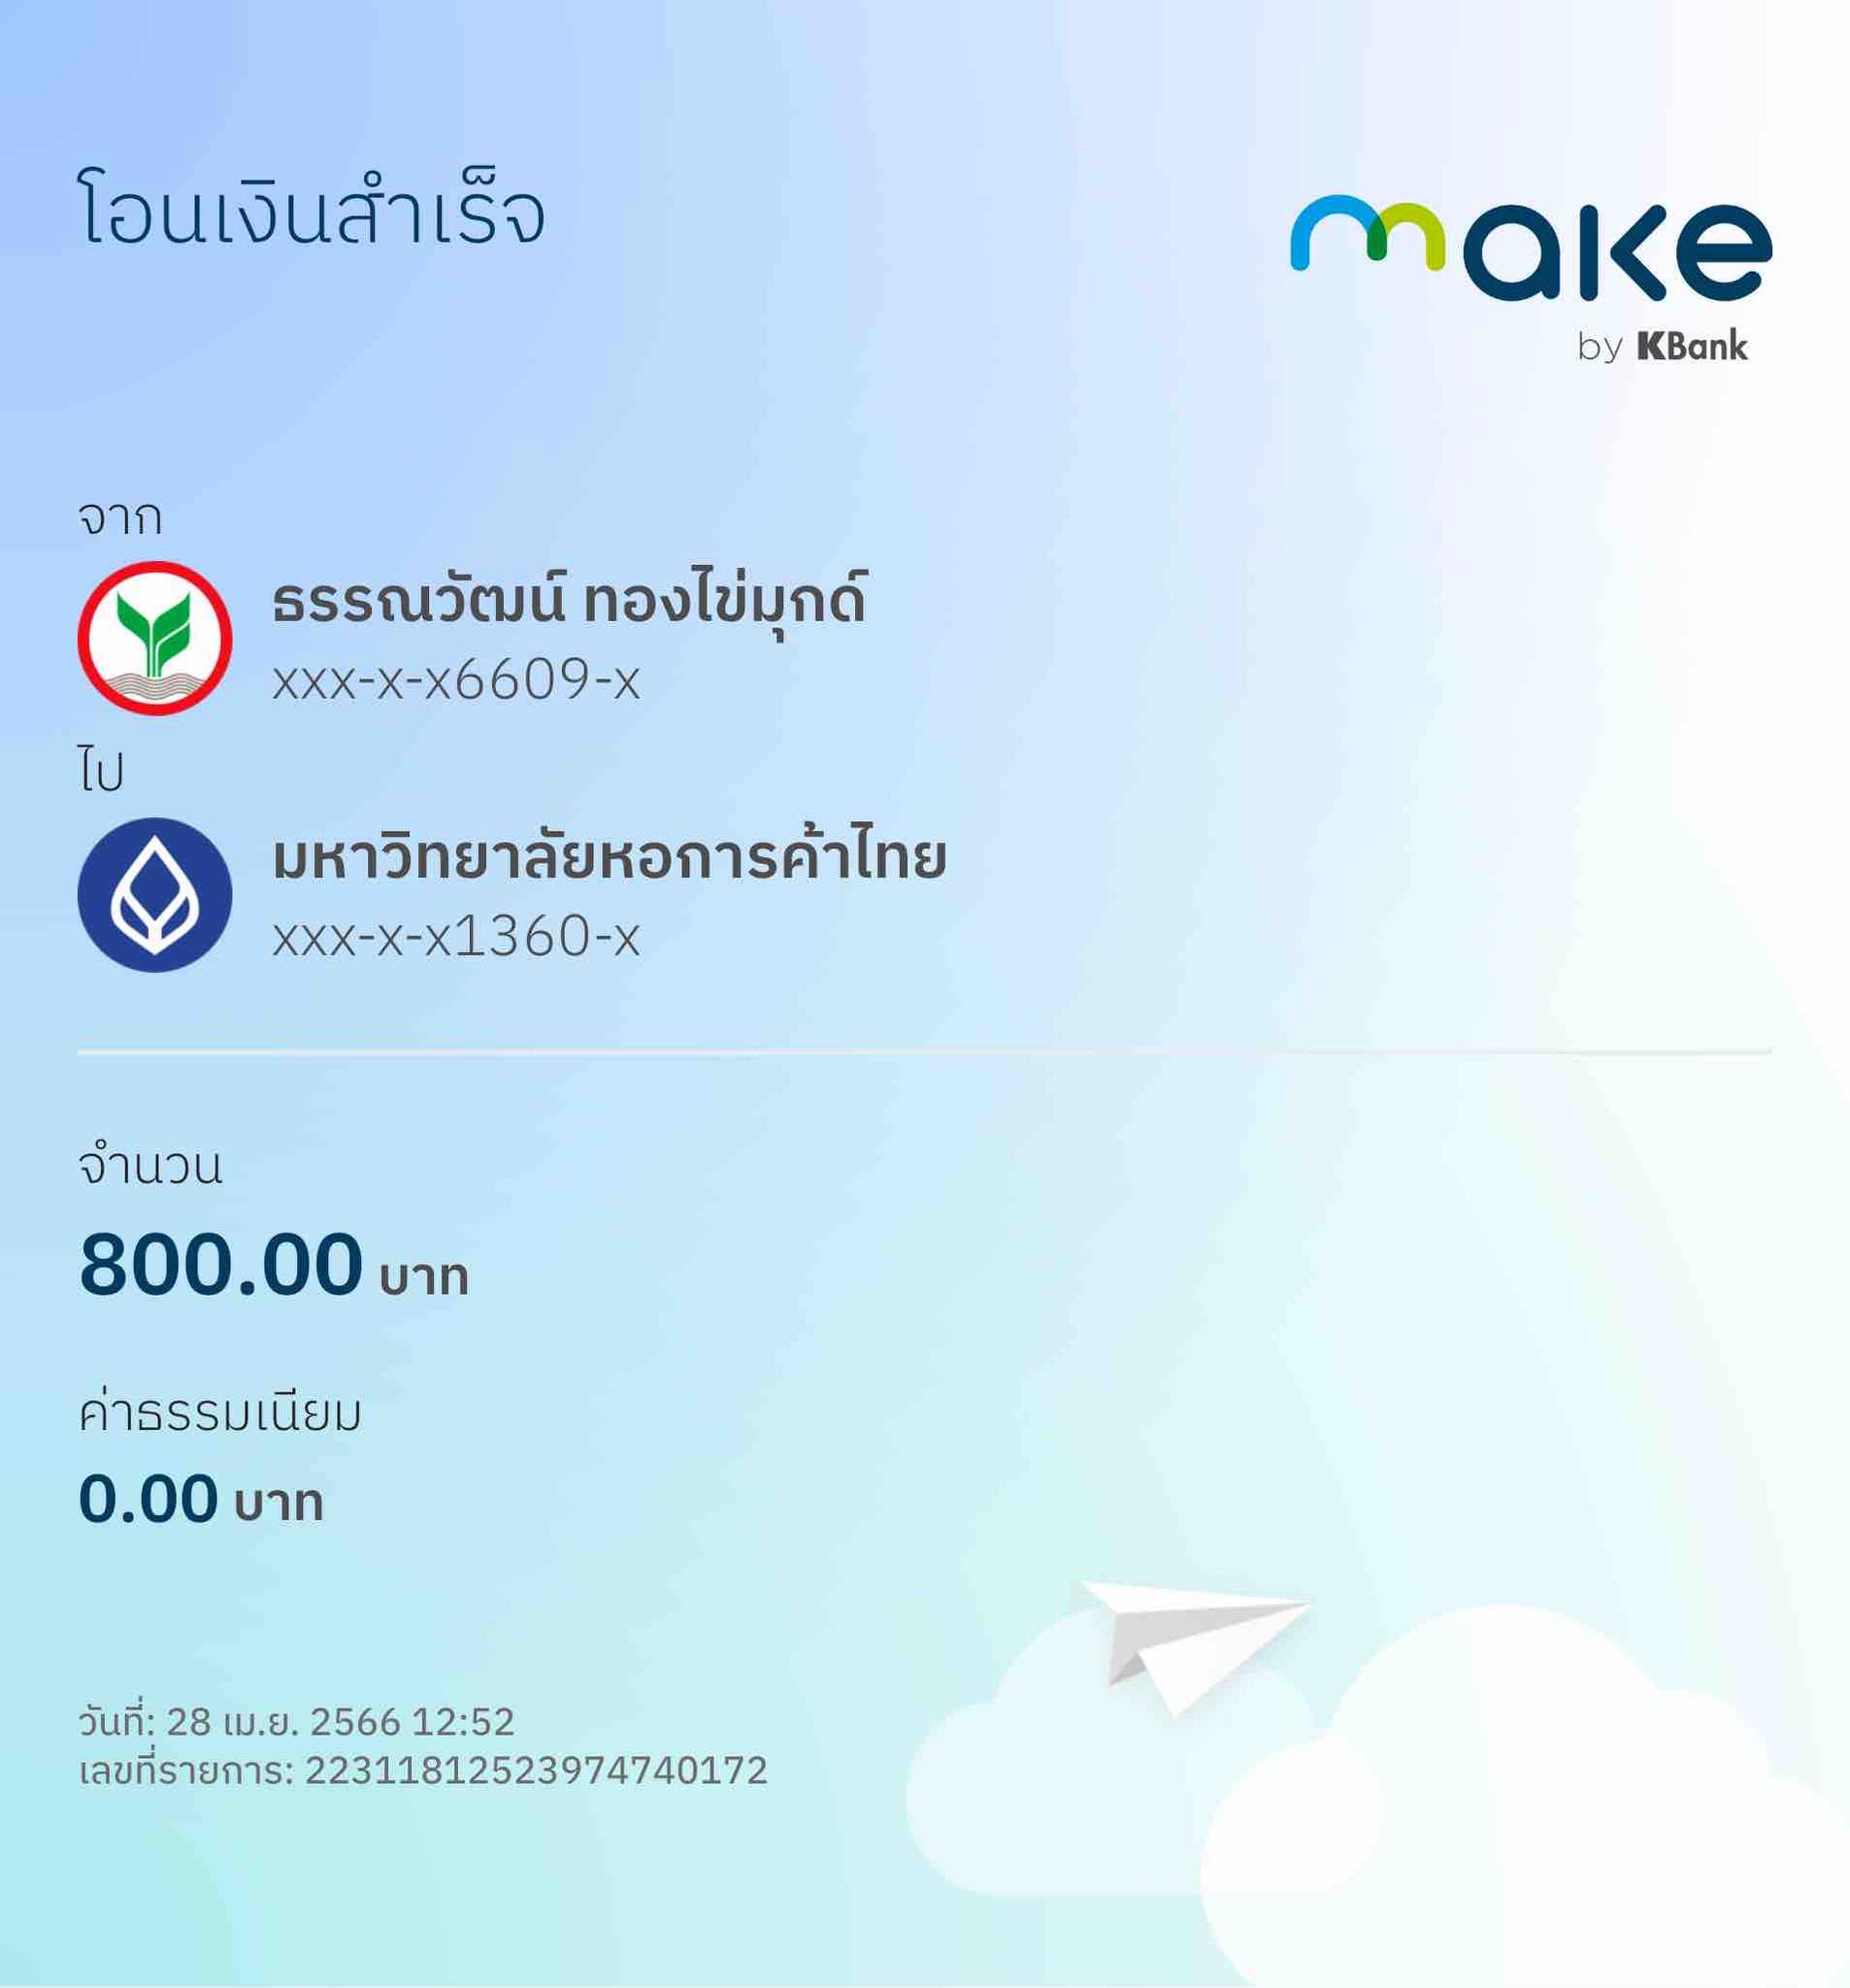 โอนเงินสำเร็จ
make
by KBank
จาก
ธรรณวัฒน์ ทองไข่มุกด์
xxx-x-x6609-x
ไป
มหาวิทยาลัยหอการค้าไทย
xxx-x-x1360-x
จำนวน
800.00 บาท
ค่าธรรมเนียม
0.00 บาท
วันที่: 28 เม.ย. 2566 12:52
เลขที่รายการ: 22311812523974740172